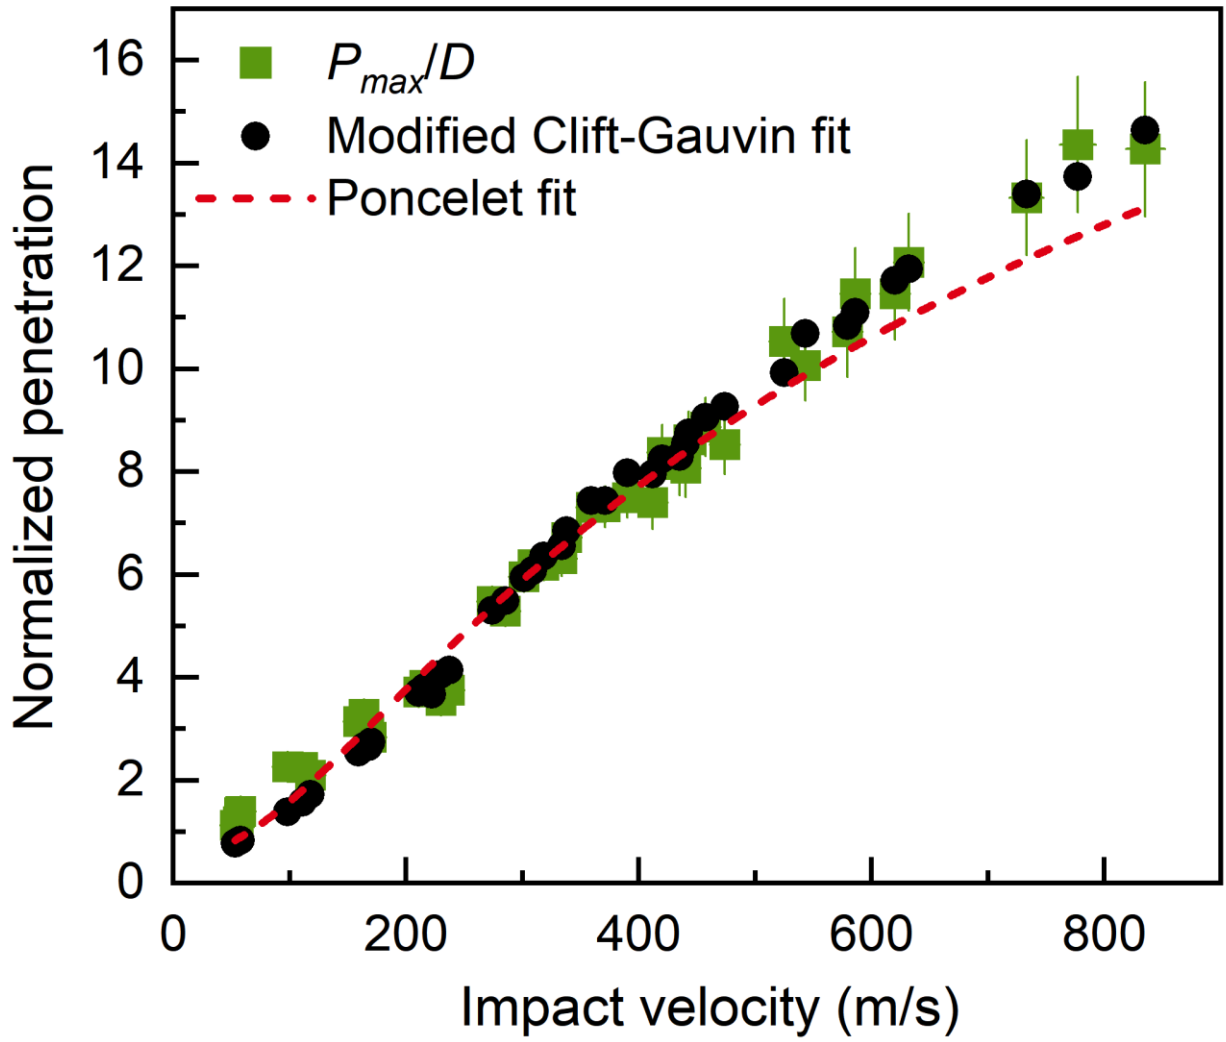 16
14
12
10
8
6
4
2
0
Normalized penetration
P_max/D
Modified Clift-Gauvin fit
Poncelet fit
0 200 400 600 800
Impact velocity (m/s)